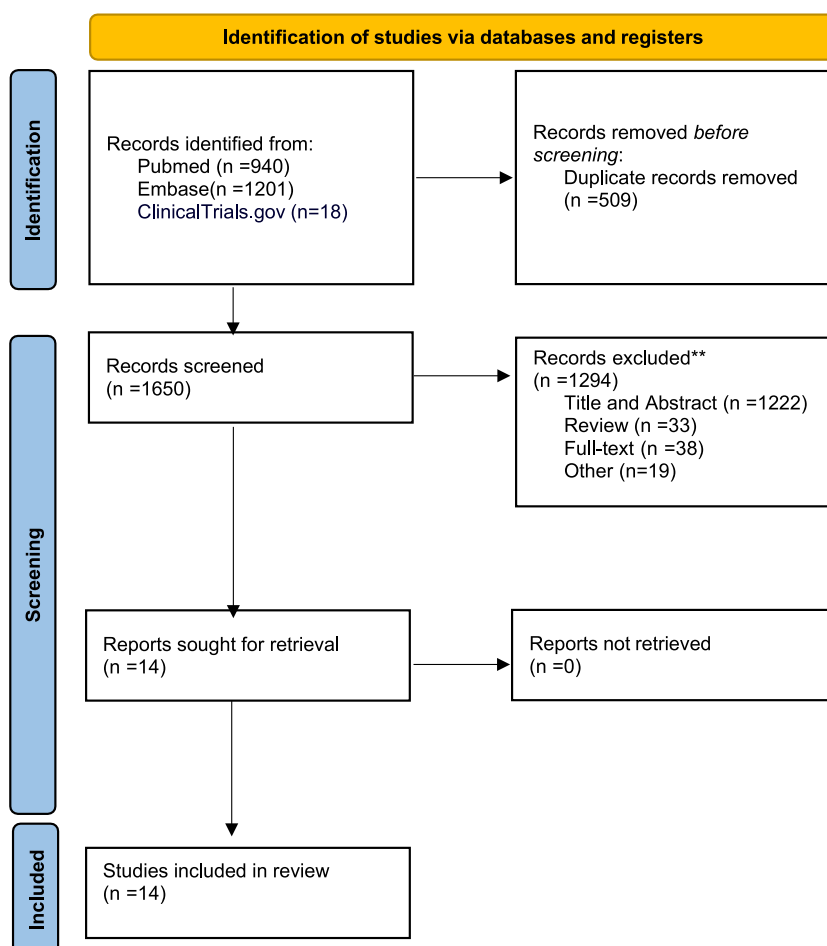 Identification of studies via databases and registers
Identification
Records identified from:
Pubmed (n =940)
Embase(n =1201)
ClinicalTrials.gov (n=18)
Records removed before
screening:
Duplicate records removed
(n =509)
Screening
Records screened
(n =1650)
Records excluded**
(n =1294)
Title and Abstract (n =1222)
Review (n =33)
Full-text (n =38)
Other (n=19)
Reports sought for retrieval
(n =14)
Reports not retrieved
(n =0)
Included
Studies included in review
(n =14)